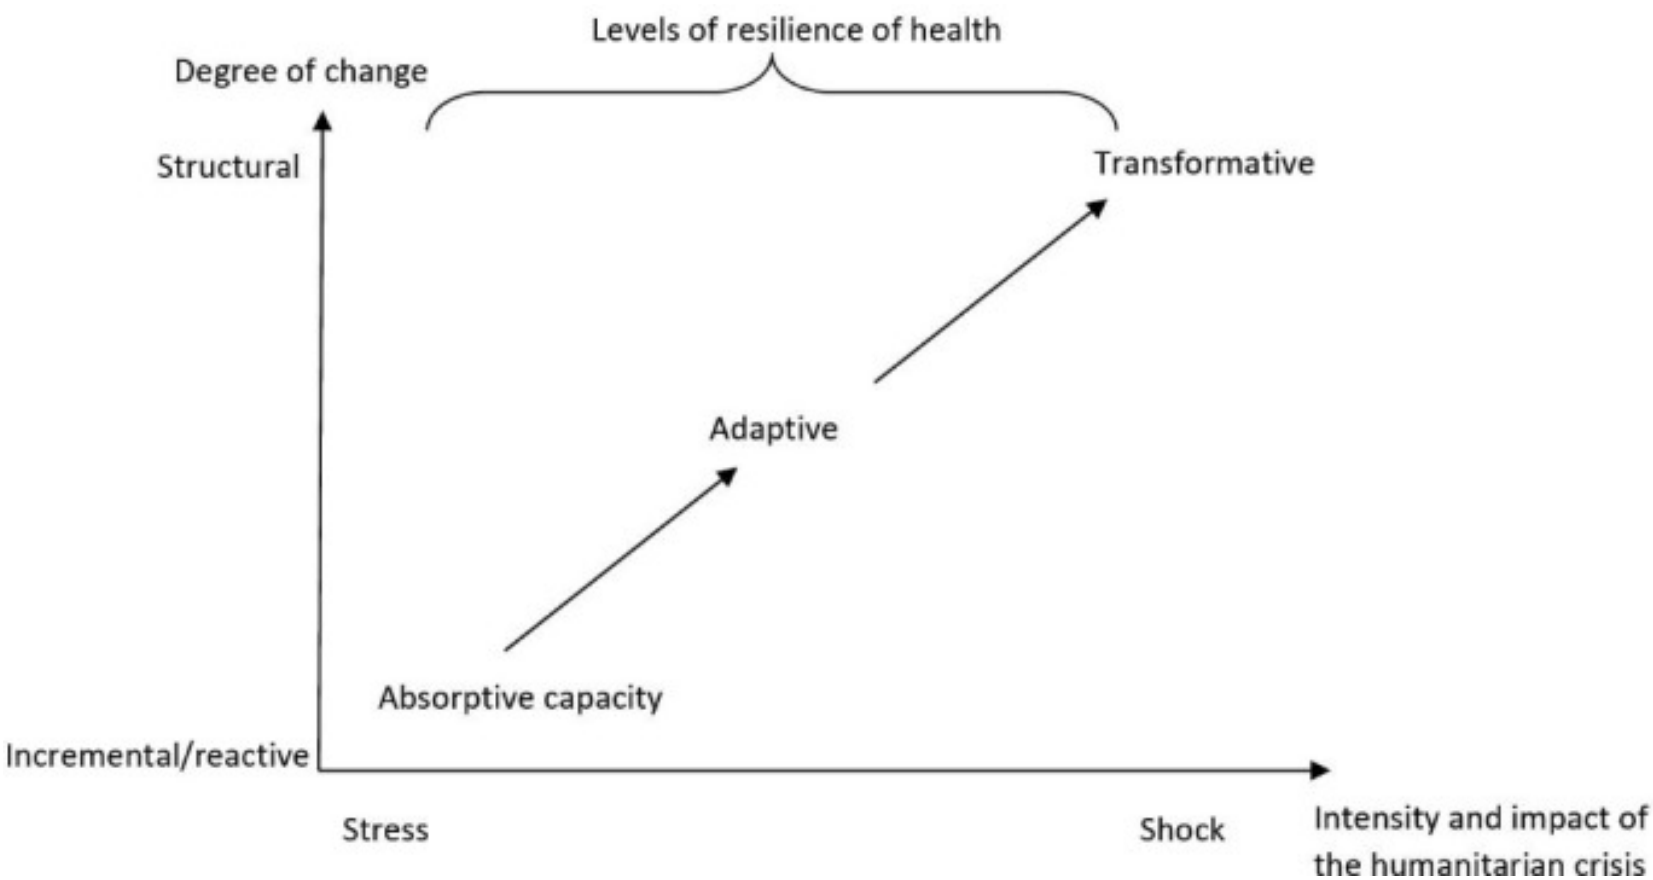 Levels of resilience of health
Degree of change
Structural
Transformative
Adaptive
Absorptive capacity
Incremental/reactive
Stress
Shock
Intensity and impact of
the humanitarian crisis